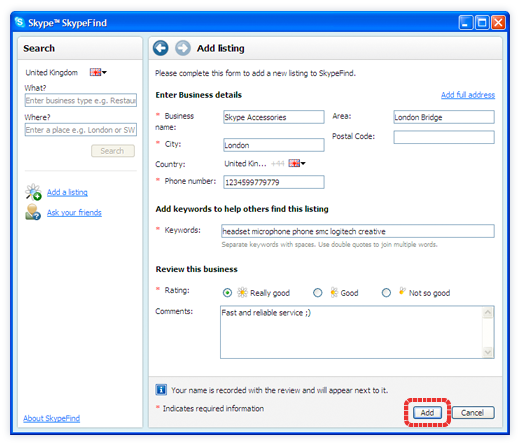 Skype™ SkypeFind
Search
United Kingdom
What?
Enter business type e.g. Restaur
Where?
Enter a place e.g. London or SW
Search
Add a listing
Ask your friends
About SkypeFind
Add listing
Please complete this form to add a new listing to SkypeFind.
Enter Business details
Add full address
* Business name: Skype Accessories
Area: London Bridge
* City: London
Postal Code:
Country: United Kin... +44
* Phone number: 1234599779779
Add keywords to help others find this listing
* Keywords: headset microphone phone smc logitech creative
Separate keywords with spaces. Use double quotes to join multiple words.
Review this business
* Rating: Really good Good Not so good
Comments: Fast and reliable service ;)
Your name is recorded with the review and will appear next to it.
* Indicates required information
Add Cancel